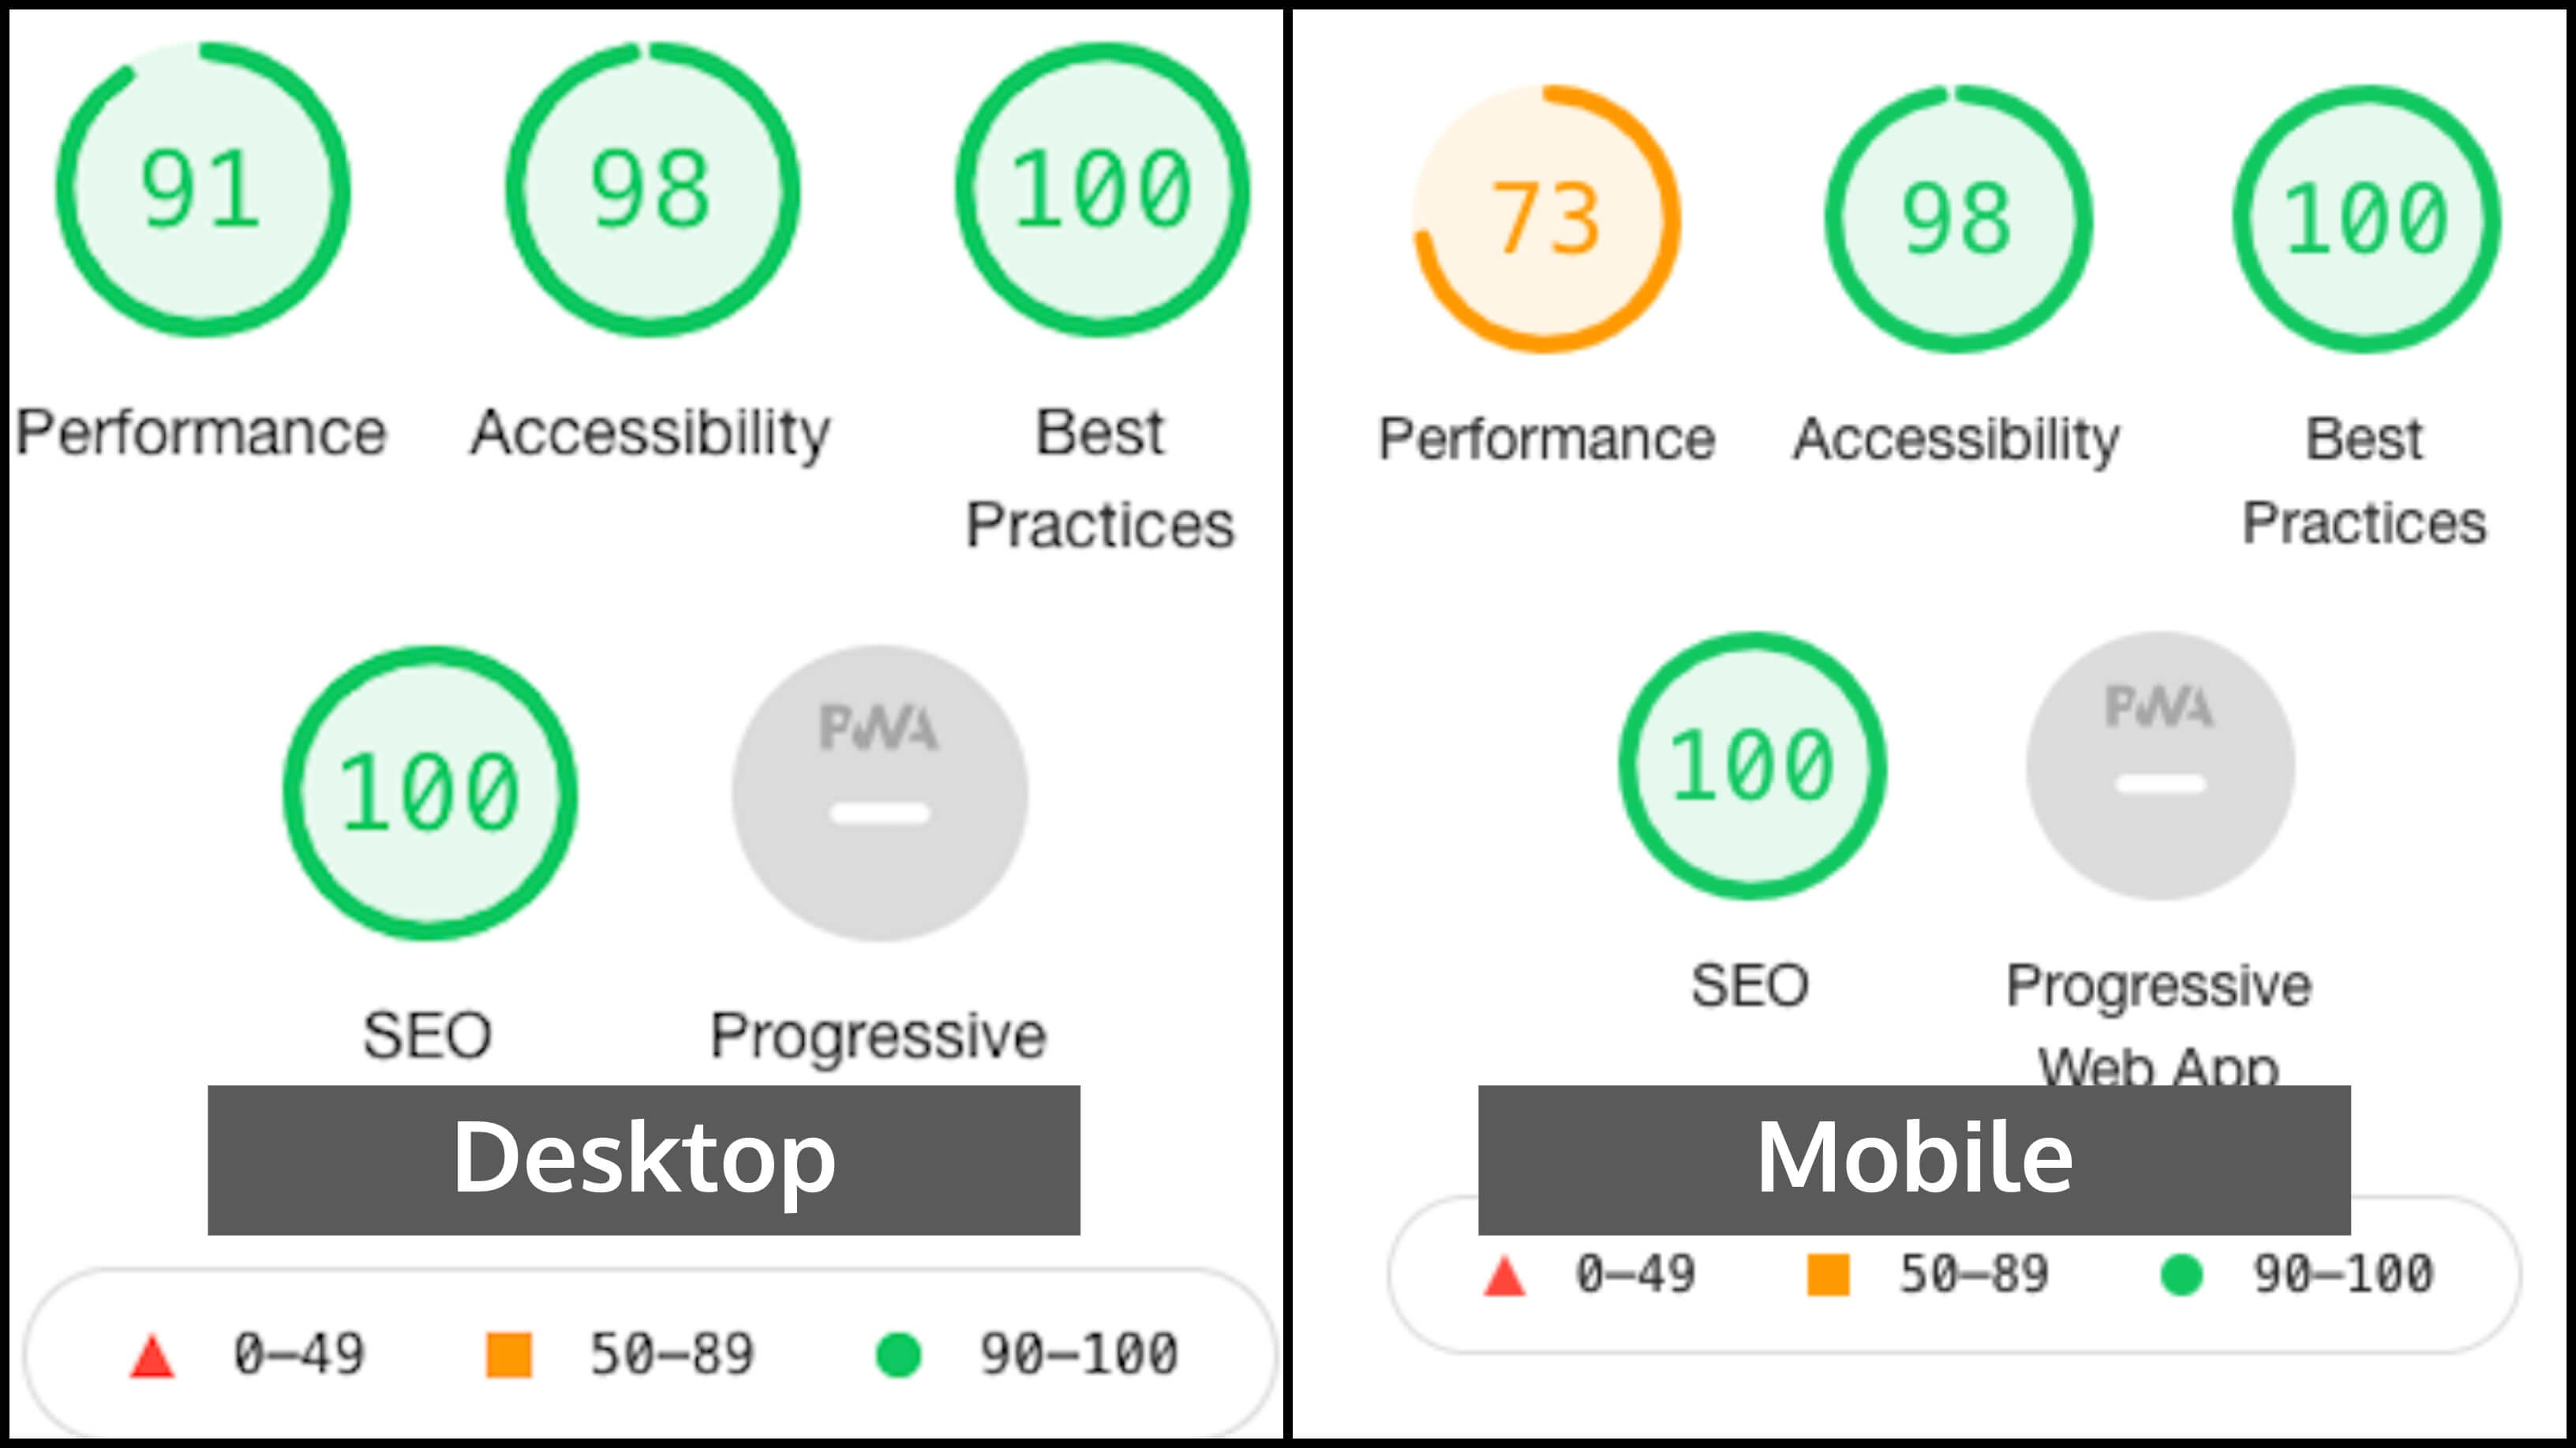 91
98
100
Performance
Accessibility
Best
Practices
100
PWA
SEO
Progressive
Desktop
0–49
50–89
90–100
73
98
100
Performance
Accessibility
Best
Practices
100
PWA
SEO
Progressive
Web App
Mobile
0–49
50–89
90–100